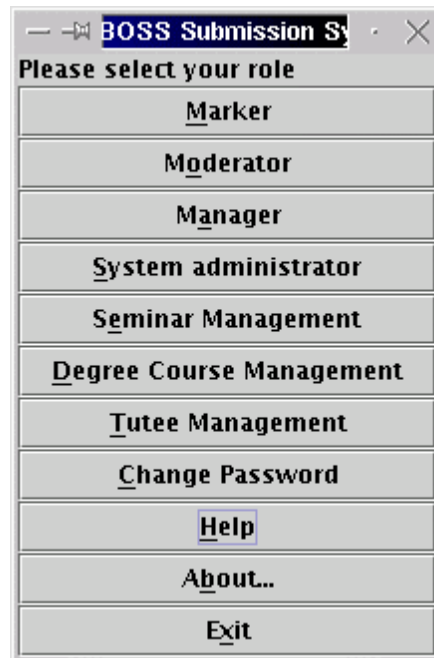 BOSS Submission Sy
Please select your role
Marker
Moderator
Manager
System administrator
Seminar Management
Degree Course Management
Tutee Management
Change Password
Help
About...
Exit